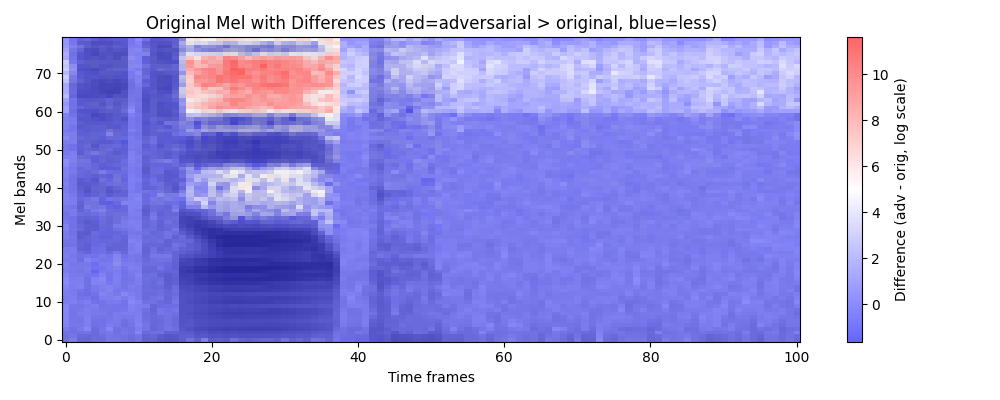 Original Mel with Differences (red=adversarial > original, blue=less)
Mel bands
70
60
50
40
30
20
10
0
0 20 40 60 80 100
Time frames
10
8
6
4
2
0
Difference (adv - orig, log scale)